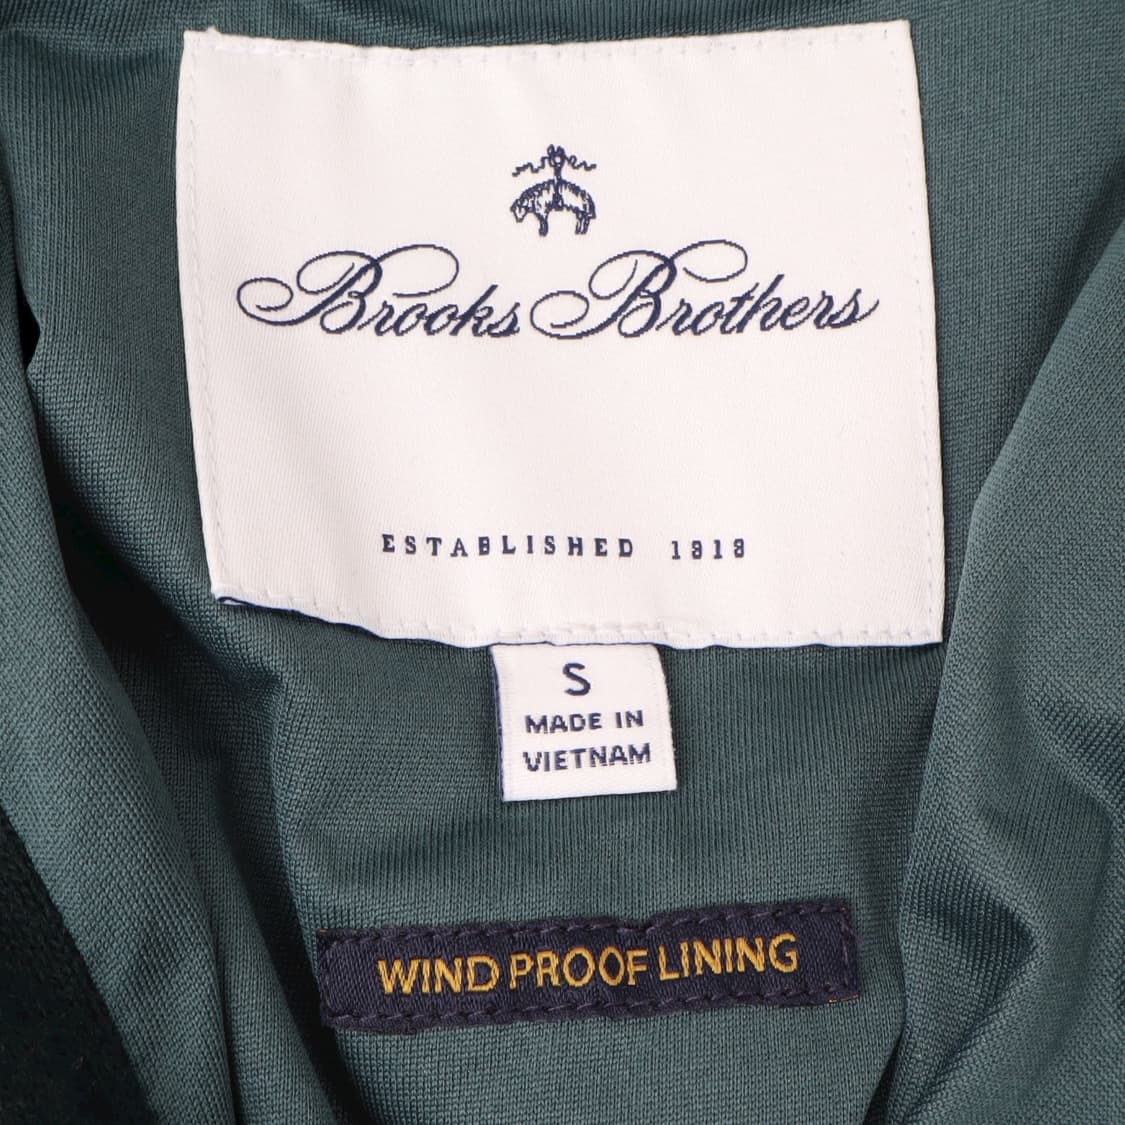 Brooks Brothers
ESTABLISHED 1818
S
MADE IN
VIETNAM
WIND PROOF LINING